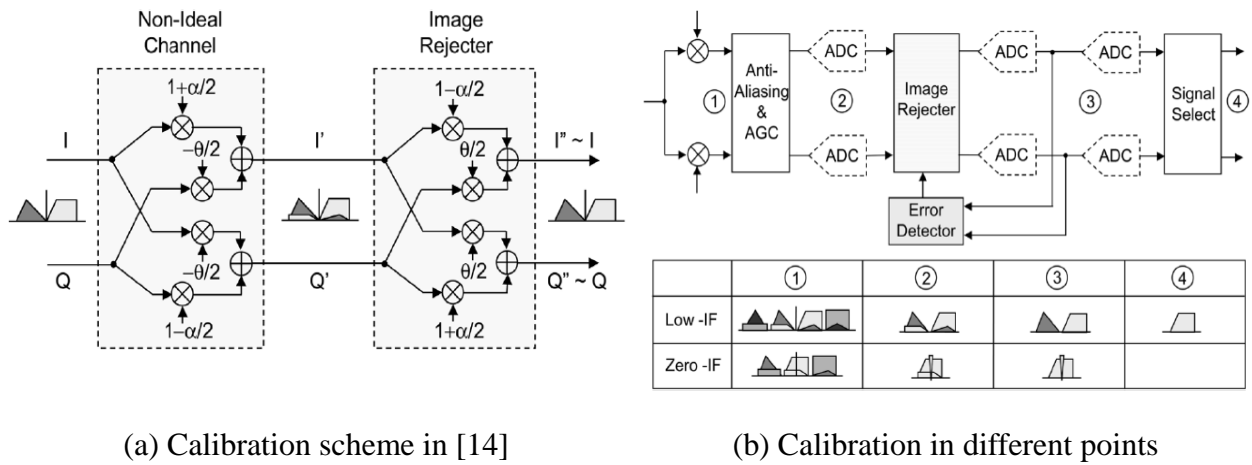 Non-Ideal
Channel
Image
Rejecter
1+α/2
1−α/2
−θ/2
θ/2
I
I'
I'' ~ I
−θ/2
θ/2
Q
Q'
Q'' ~ Q
1−α/2
1+α/2
(a) Calibration scheme in [14]
ADC
ADC
ADC
Anti-
Aliasing
&
AGC
Image
Rejecter
Signal
Select
1
2
3
4
ADC
ADC
ADC
Error
Detector
1
2
3
4
Low -IF
Zero -IF
(b) Calibration in different points